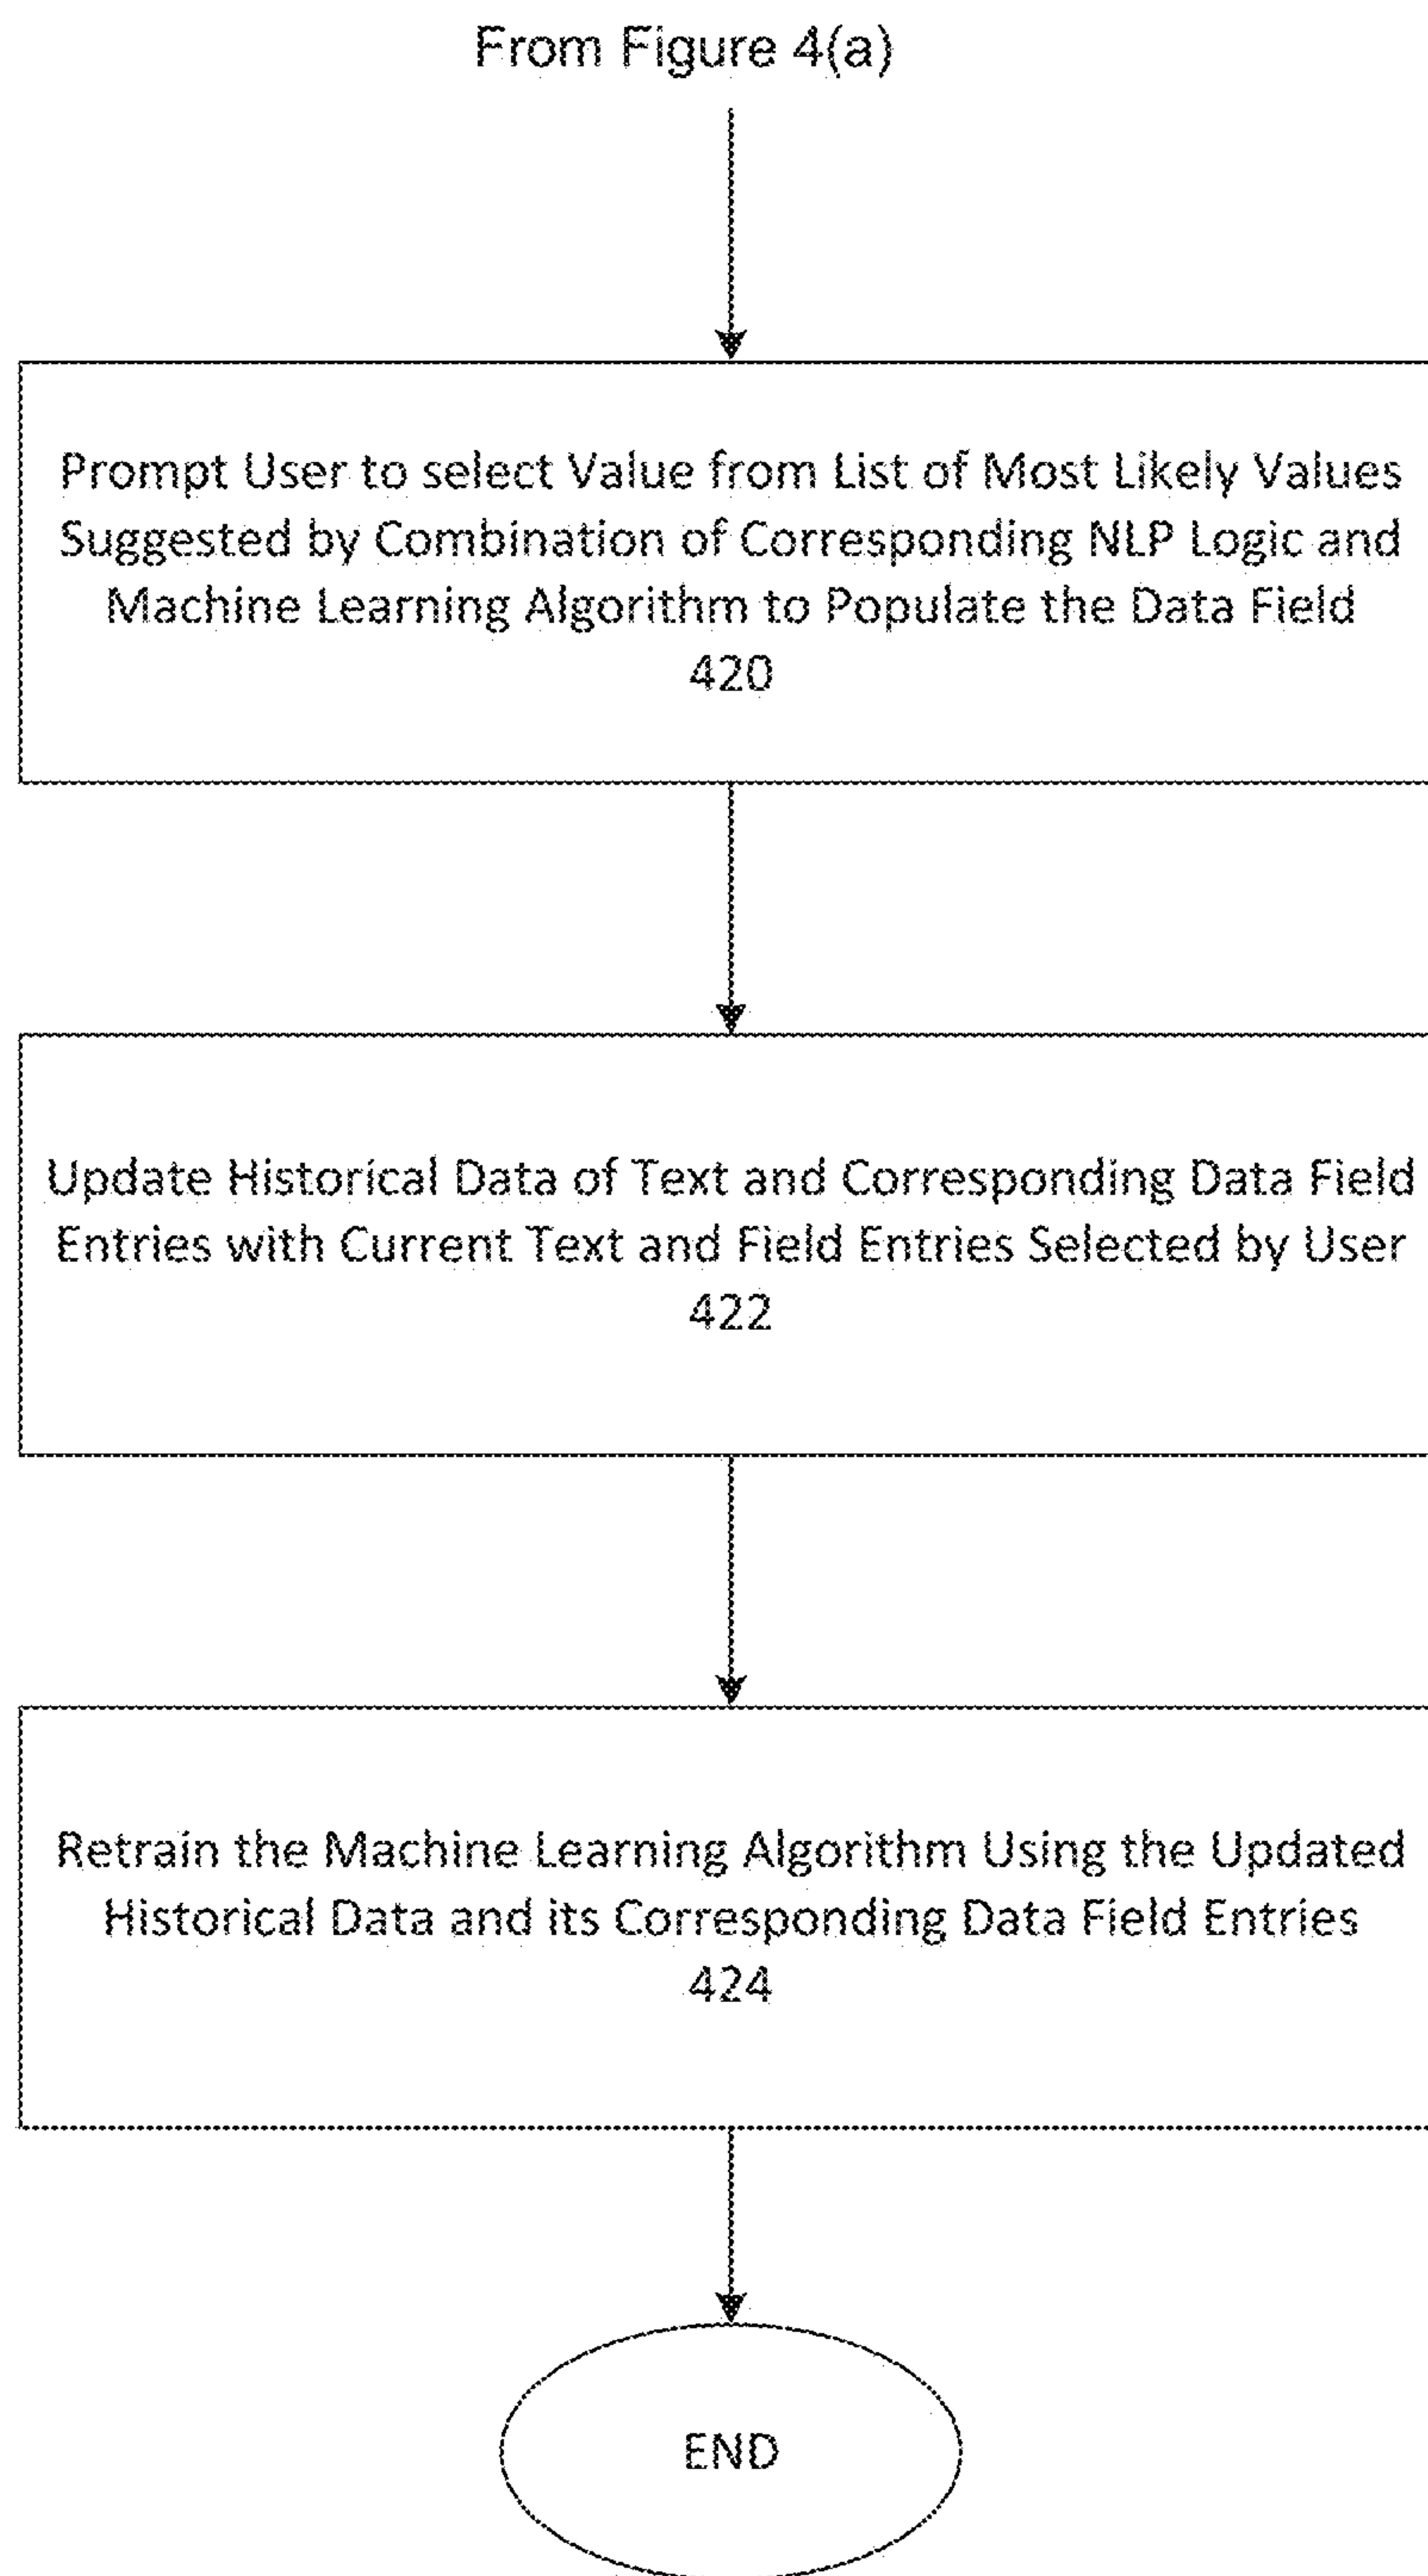 From Figure 4(a)
Prompt User to select Value from List of Most Likely Values
Suggested by Combination of Corresponding NLP Logic and
Machine Learning Algorithm to Populate the Data Field
420
Update Historical Data of Text and Corresponding Data Field
Entries with Current Text and Field Entries Selected by User
422
Retrain the Machine Learning Algorithm Using the Updated
Historical Data and its Corresponding Data Field Entries
424
END